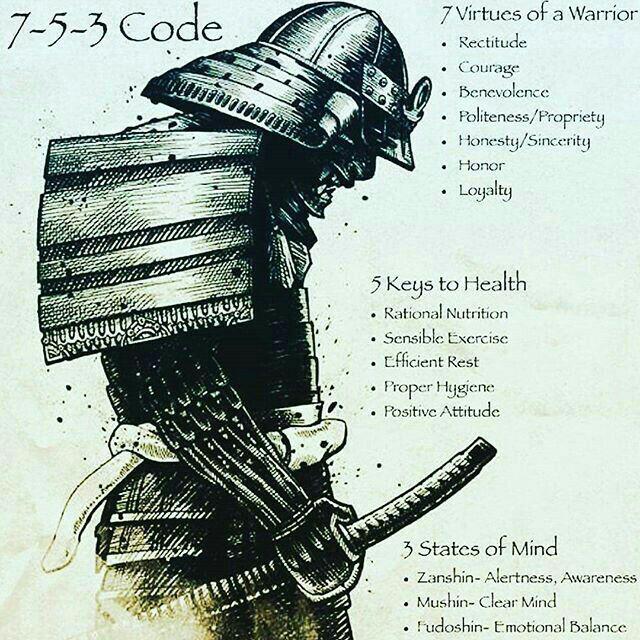 7-5-3 Code
7 Virtues of a Warrior
• Rectitude
• Courage
• Benevolence
• Politeness/Propriety
• Honesty/Sincerity
• Honor
• Loyalty
5 Keys to Health
• Rational Nutrition
• Sensible Exercise
• Efficient Rest
• Proper Hygiene
• Positive Attitude
3 States of Mind
• Zanshin- Alertness, Awareness
• Mushin- Clear Mind
• Fudoshin- Emotional Balance